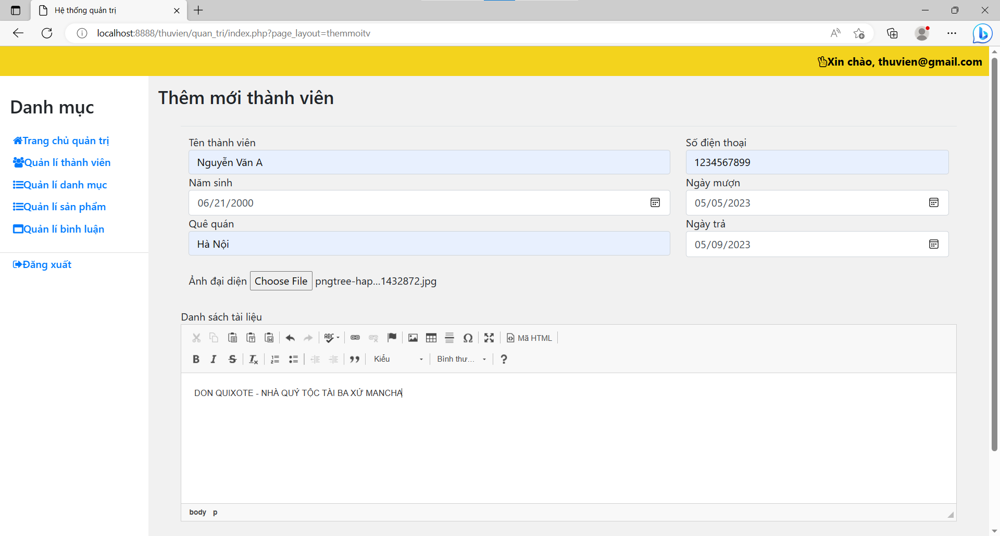 Hệ thống quản trị
localhost:8888/thuvien/quan_tri/index.php?page_layout=themmoitv
Xin chào, thuvien@gmail.com
Danh mục
Trang chủ quản trị
Quản lí thành viên
Quản lí danh mục
Quản lí sản phẩm
Quản lí bình luận
Đăng xuất
Thêm mới thành viên
Tên thành viên
Nguyễn Văn A
Số điện thoại
1234567899
Năm sinh
06/21/2000
Ngày mượn
05/05/2023
Quê quán
Hà Nội
Ngày trả
05/09/2023
Ảnh đại diện Choose File pngtree-hap...1432872.jpg
Danh sách tài liệu
ABC
Mã HTML
B I S Tx
Kiểu
Bình thư...
?
DON QUIXOTE - NHÀ QUÝ TỘC TÀI BA XỨ MANCHA
body p